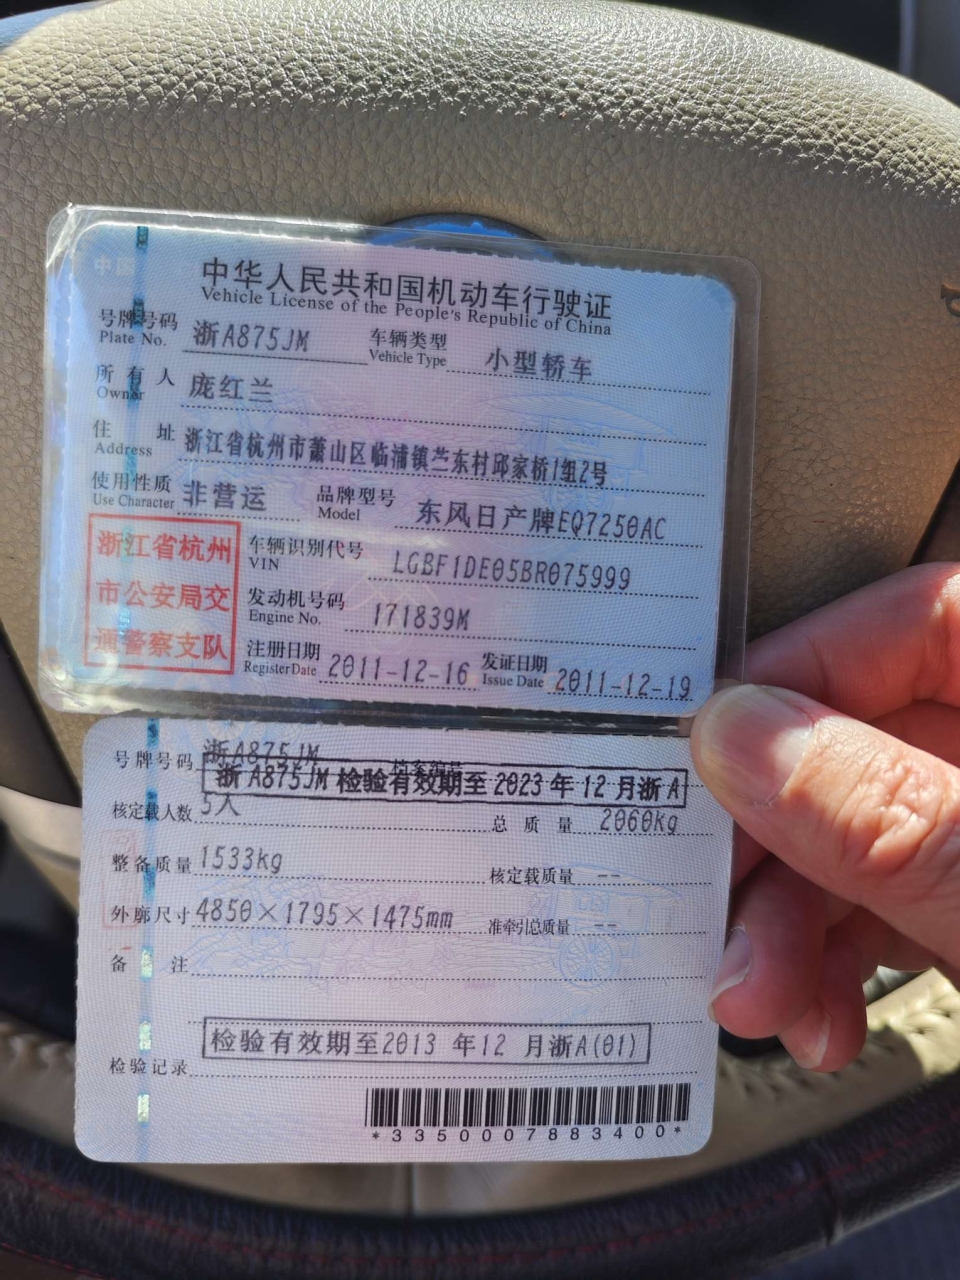 中国
中华人民共和国机动车行驶证
Vehicle License of the People's Republic of China
号牌号码 浙A875JM 车辆类型 小型轿车
Plate No. Vehicle Type
所有人 庞红兰
Owner
住址 浙江省杭州市萧山区临浦镇苎东村邱家桥1组2号
Address
使用性质 非营运 品牌型号 东风日产牌EQ7250AC
Use Character Model
浙江省杭州
市公安局交
通警察支队
车辆识别代号 LGBF1DE05BR075999
VIN
发动机号码 171839M
Engine No.
注册日期 2011-12-16 发证日期 2011-12-19
Register Date Issue Date
号牌号码 浙A875JM 档案编号
浙A875JM 检验有效期至 2023 年 12 月浙A
核定载人数 5人 总质量 2060kg
整备质量 1533kg 核定载质量 --
外廓尺寸 4850×1795×1475mm 准牵引总质量 --
备注
检验有效期至2013 年12 月浙A(01)
检验记录
*3350007883400*